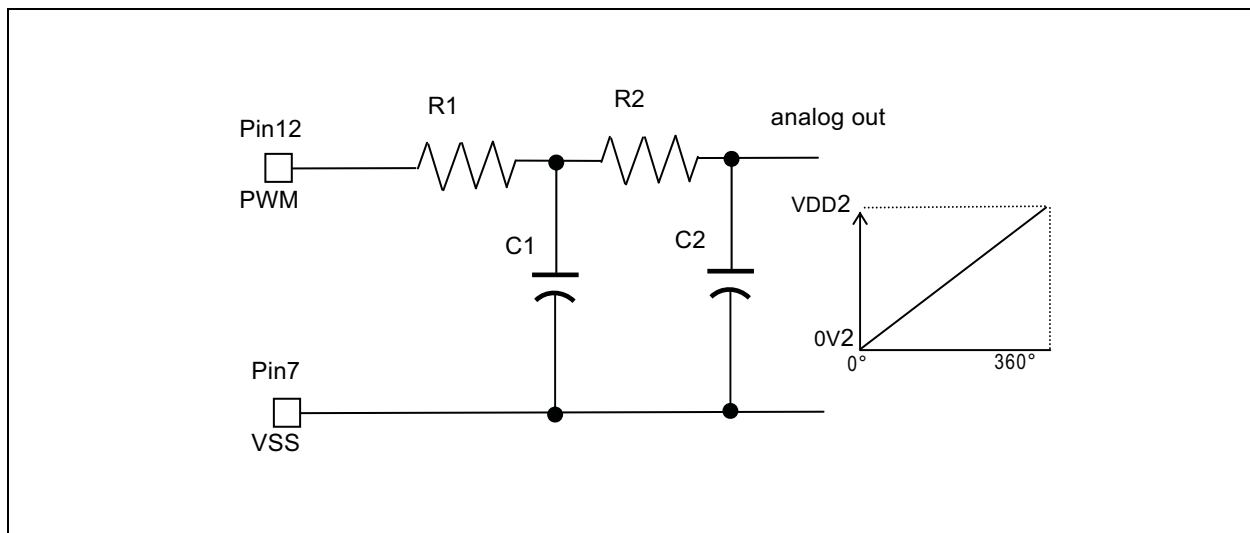 R1
R2
analog out
Pin12
PWM
VDD2
C1
C2
0V2
0°
360°
Pin7
VSS